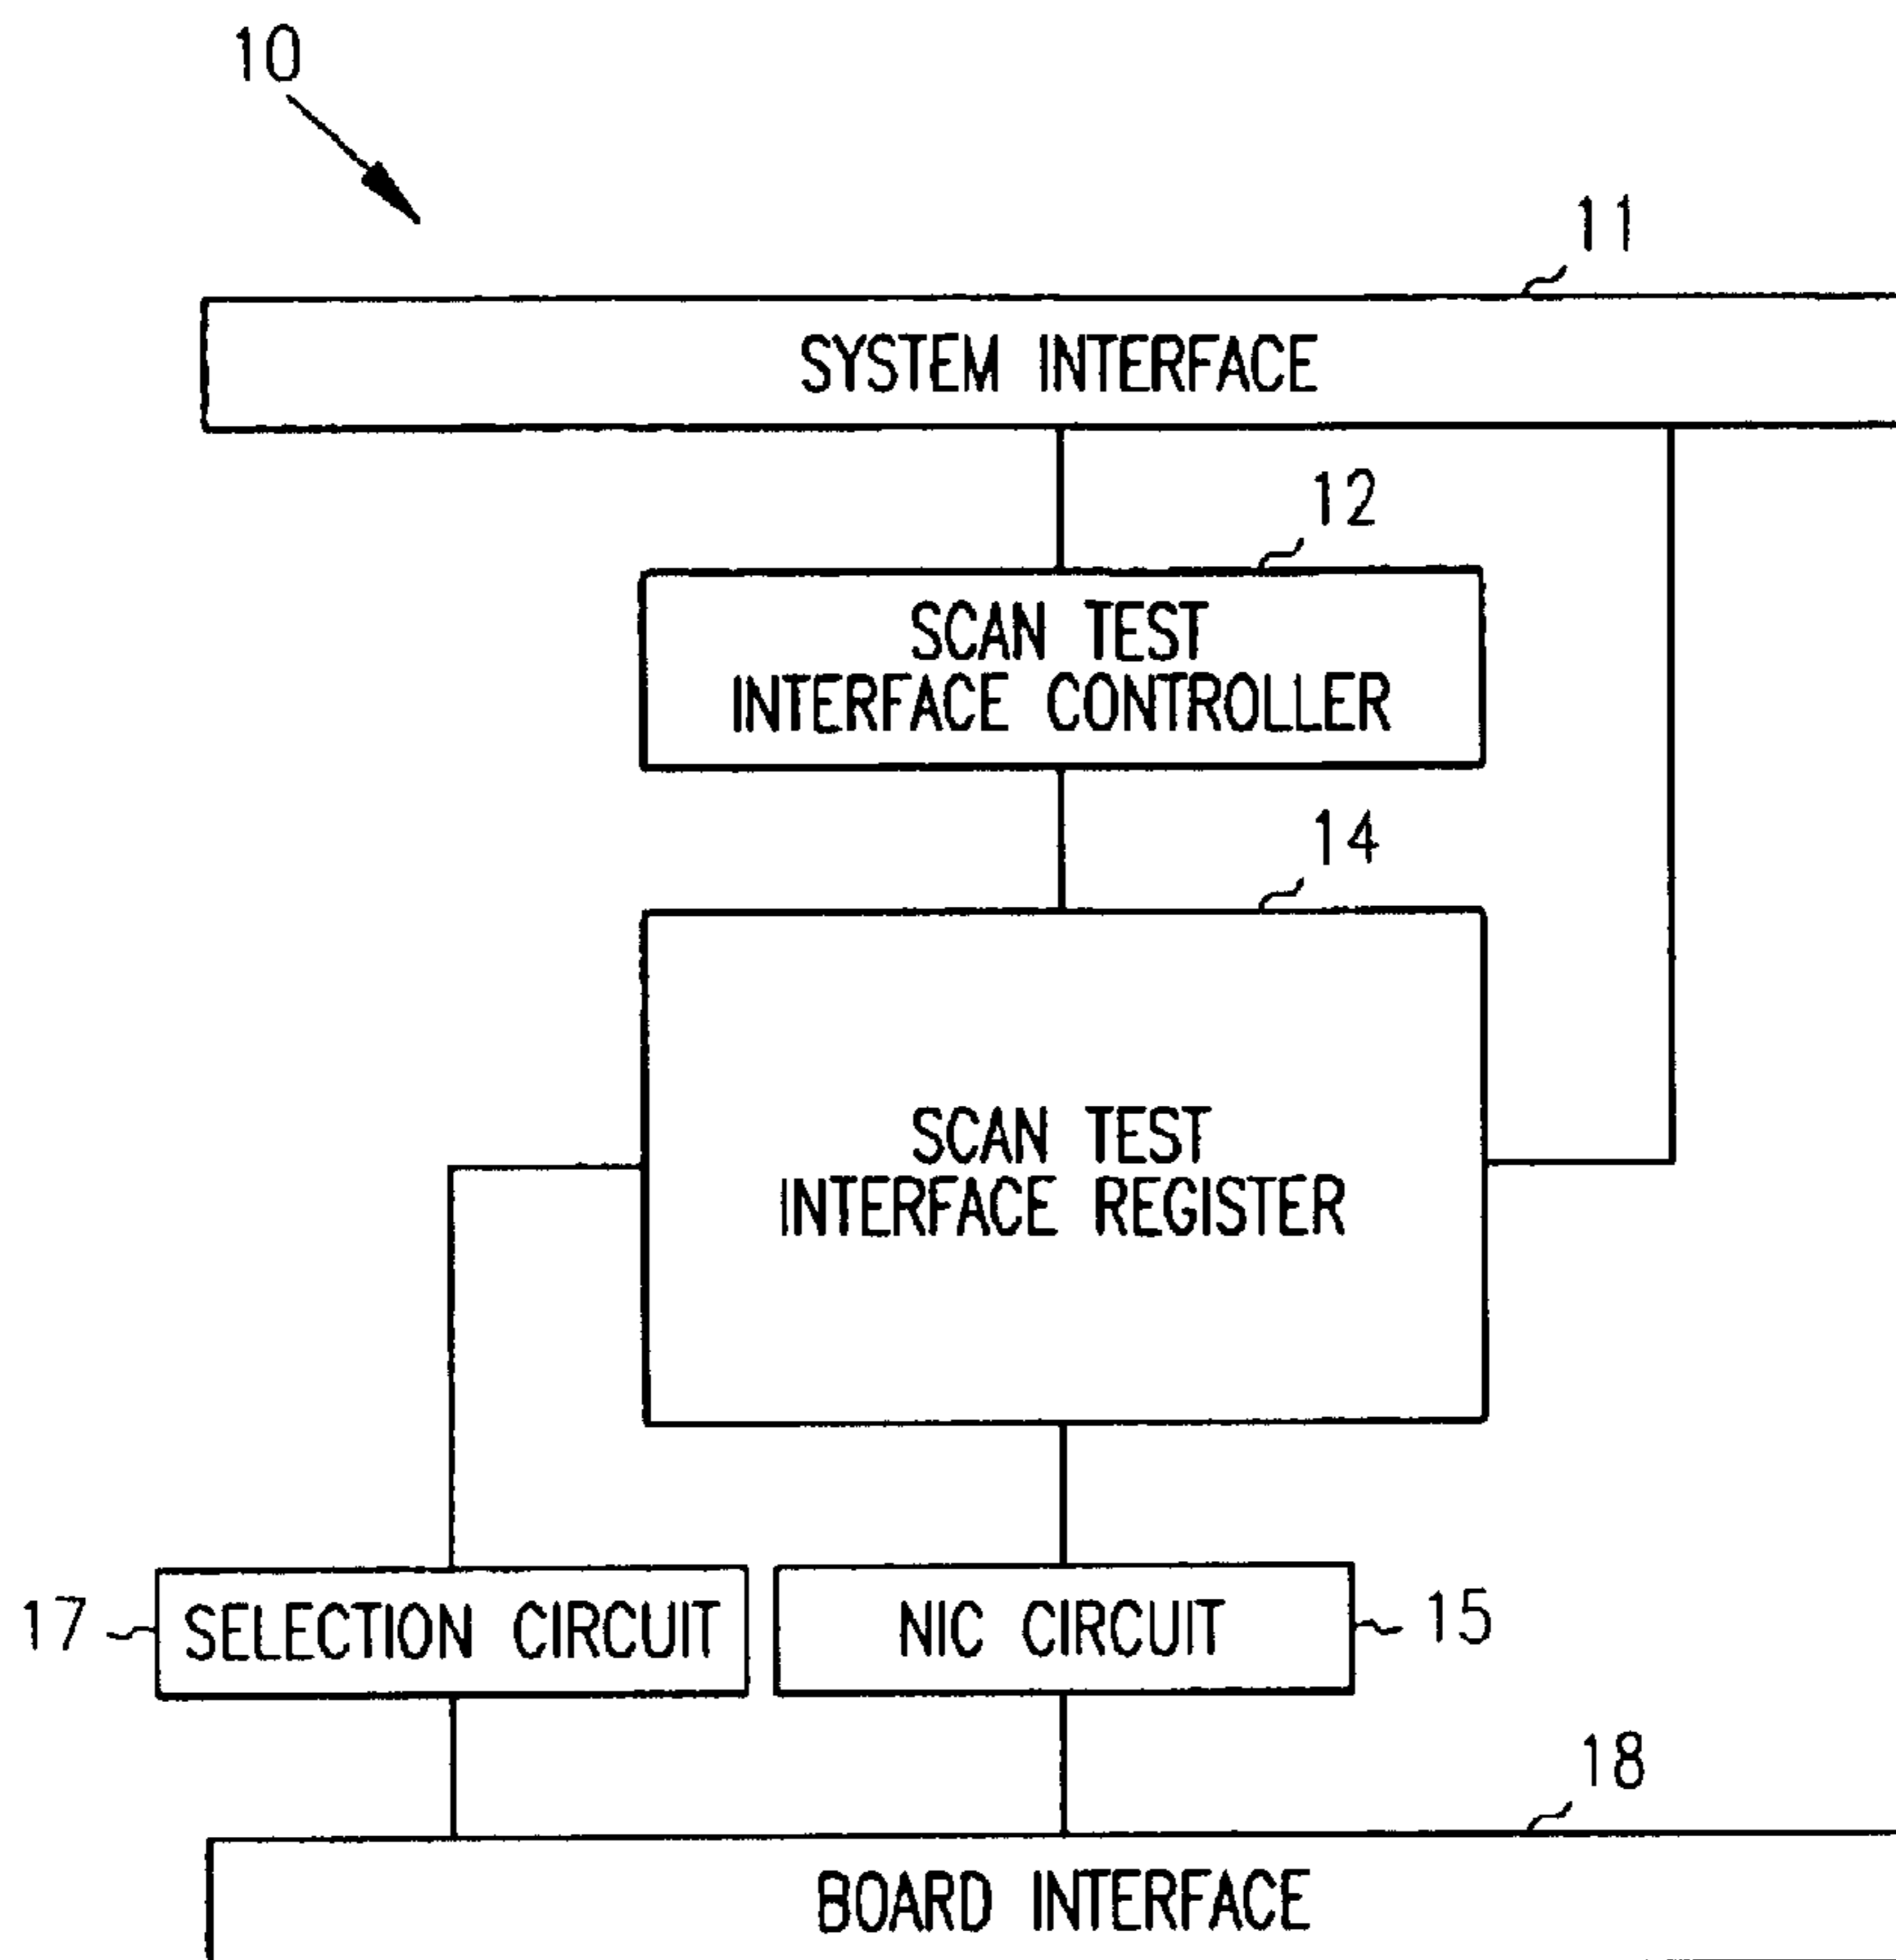 10
11
SYSTEM INTERFACE
12
SCAN TEST
INTERFACE CONTROLLER
14
SCAN TEST
INTERFACE REGISTER
17
SELECTION CIRCUIT
NIC CIRCUIT
15
18
BOARD INTERFACE